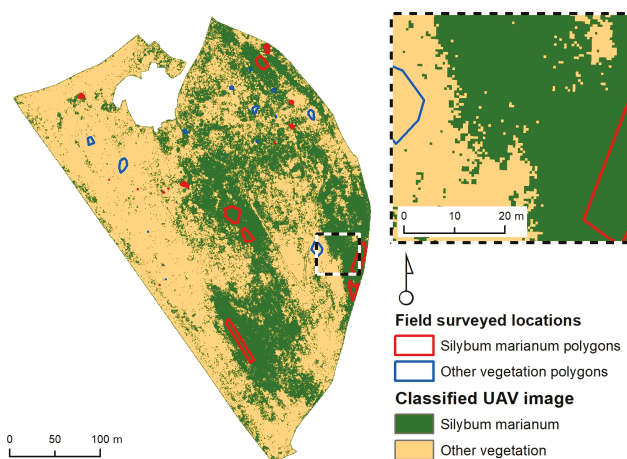 0 10 20 m
Field surveyed locations
Silybum marianum polygons
Other vegetation polygons
Classified UAV image
Silybum marianum
Other vegetation
0 50 100 m